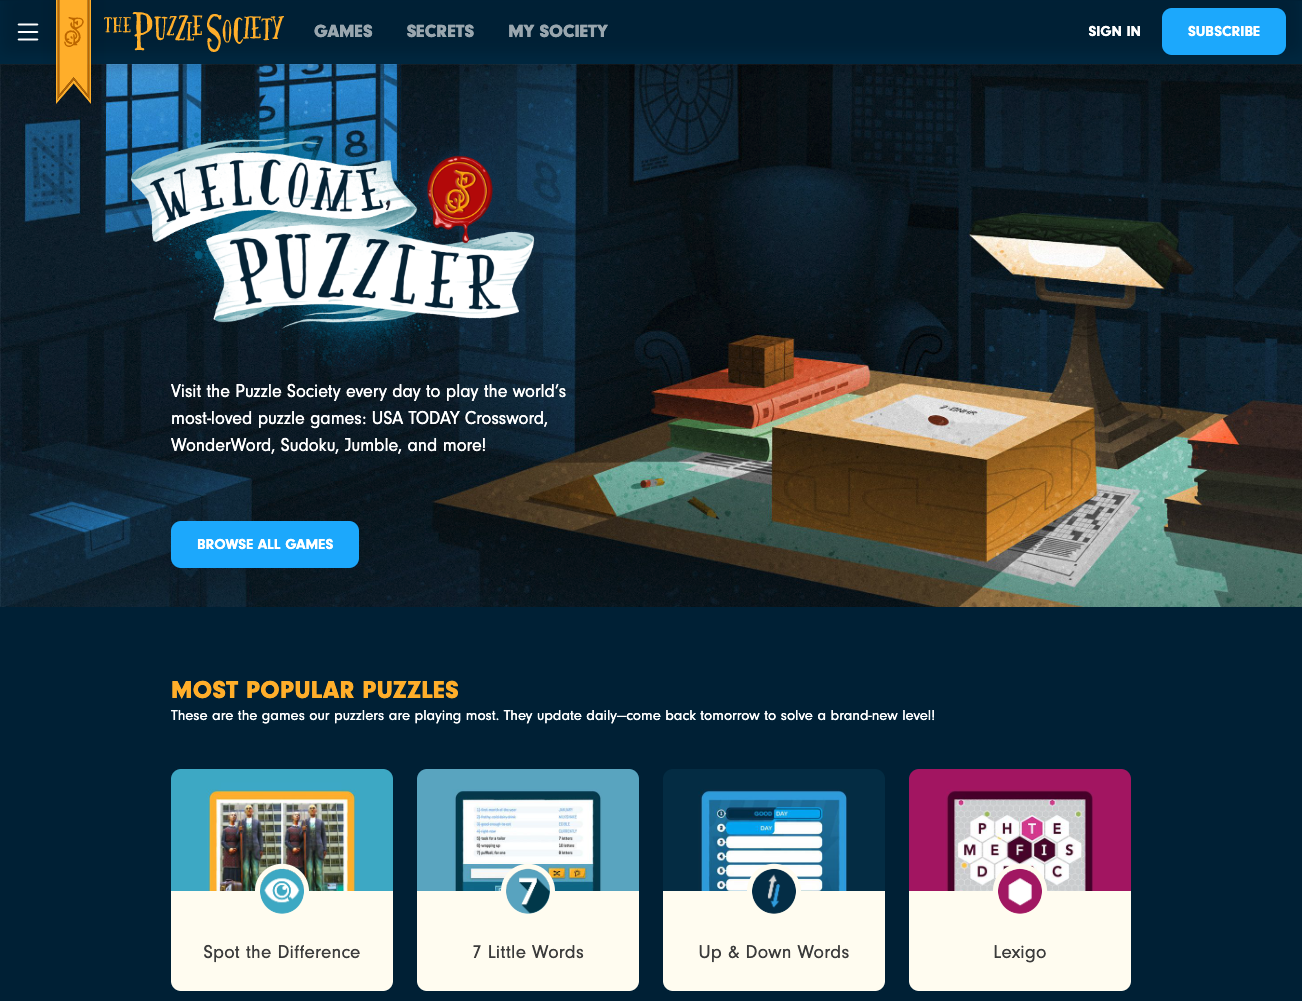 THE PUZZLE SOCIETY
GAMES
SECRETS
MY SOCIETY
SIGN IN
SUBSCRIBE
WELCOME,
PUZZLER
Visit the Puzzle Society every day to play the world’s
most-loved puzzle games: USA TODAY Crossword,
WonderWord, Sudoku, Jumble, and more!
BROWSE ALL GAMES
MOST POPULAR PUZZLES
These are the games our puzzlers are playing most. They update daily—come back tomorrow to solve a brand-new level!
GOOD DAY
DAY
P H T E
M E F I S
7
Spot the Difference
7 Little Words
Up & Down Words
Lexigo